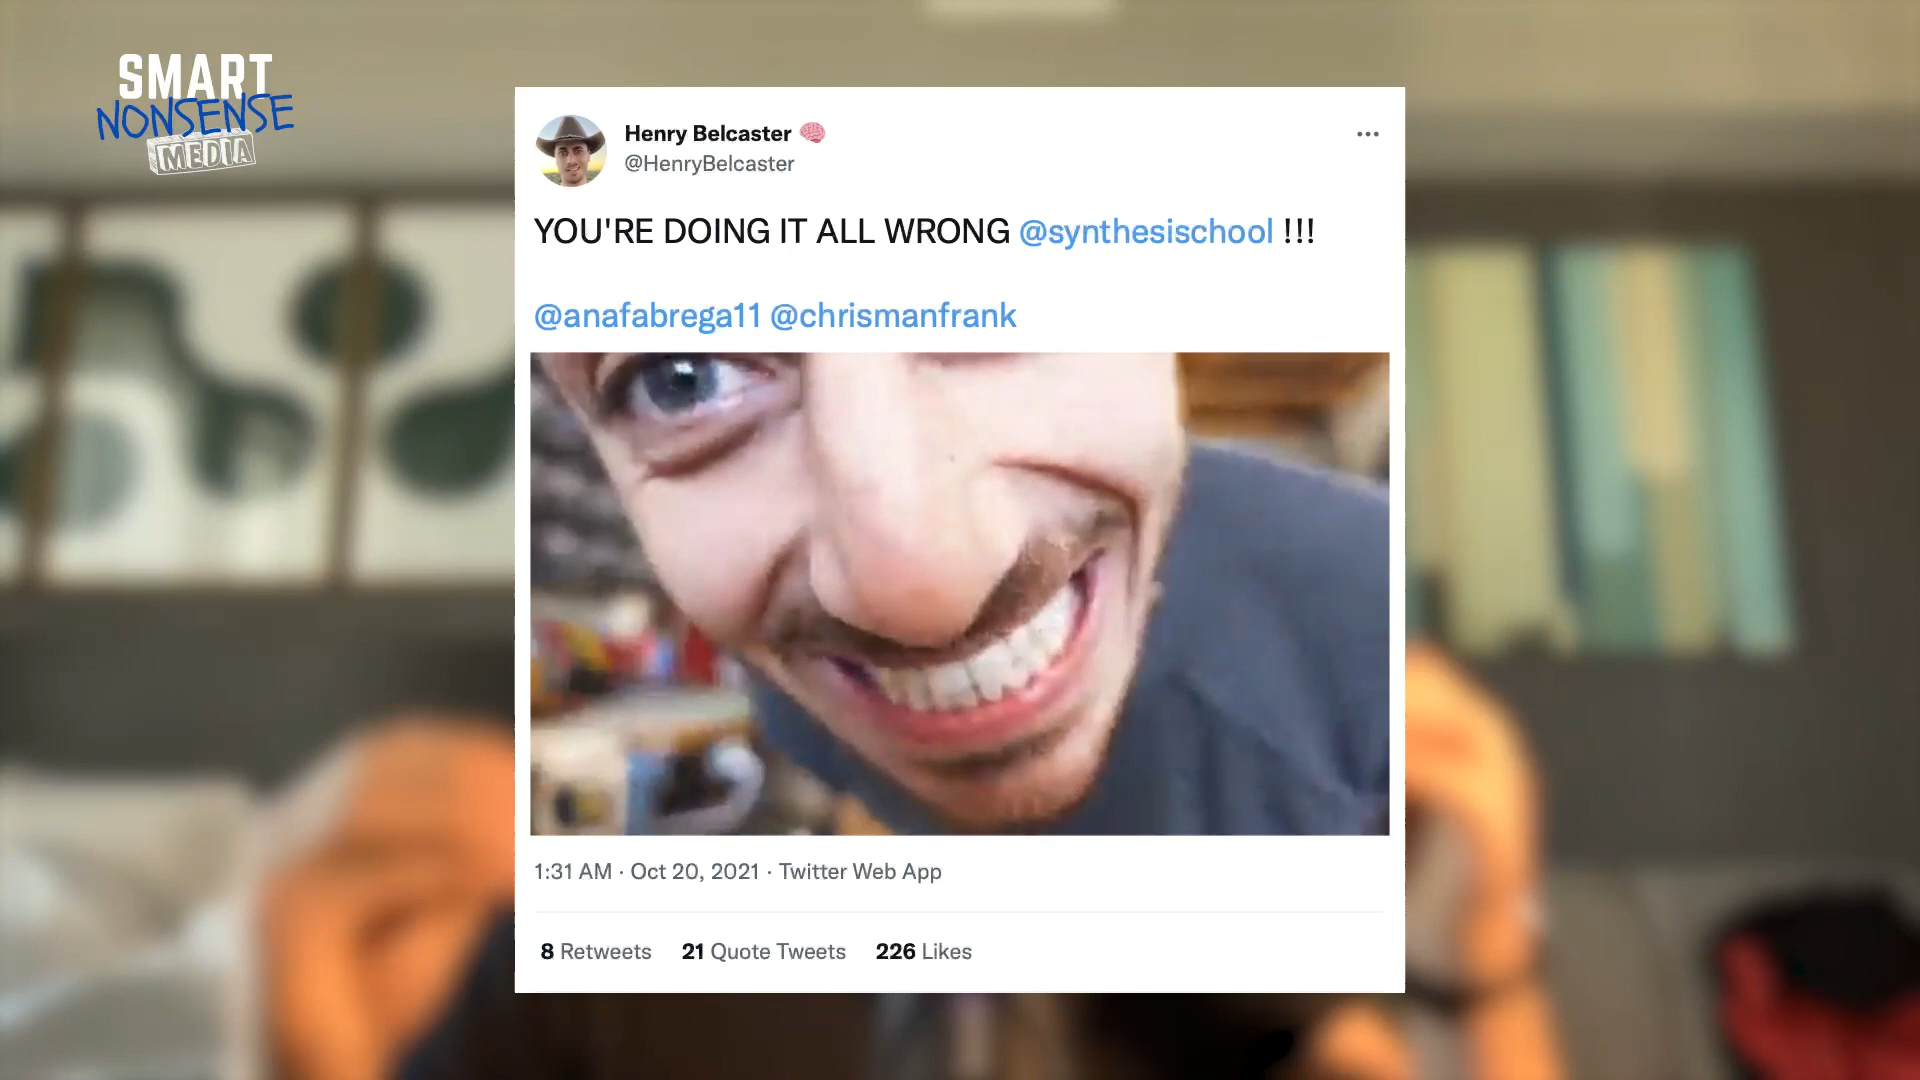 SMART
NONSENSE
MEDIA
Henry Belcaster 🧠
@HenryBelcaster
YOU'RE DOING IT ALL WRONG @synthesischool !!!
@anafabrega11 @chrismanfrank
1:31 AM · Oct 20, 2021 · Twitter Web App
8 Retweets 21 Quote Tweets 226 Likes